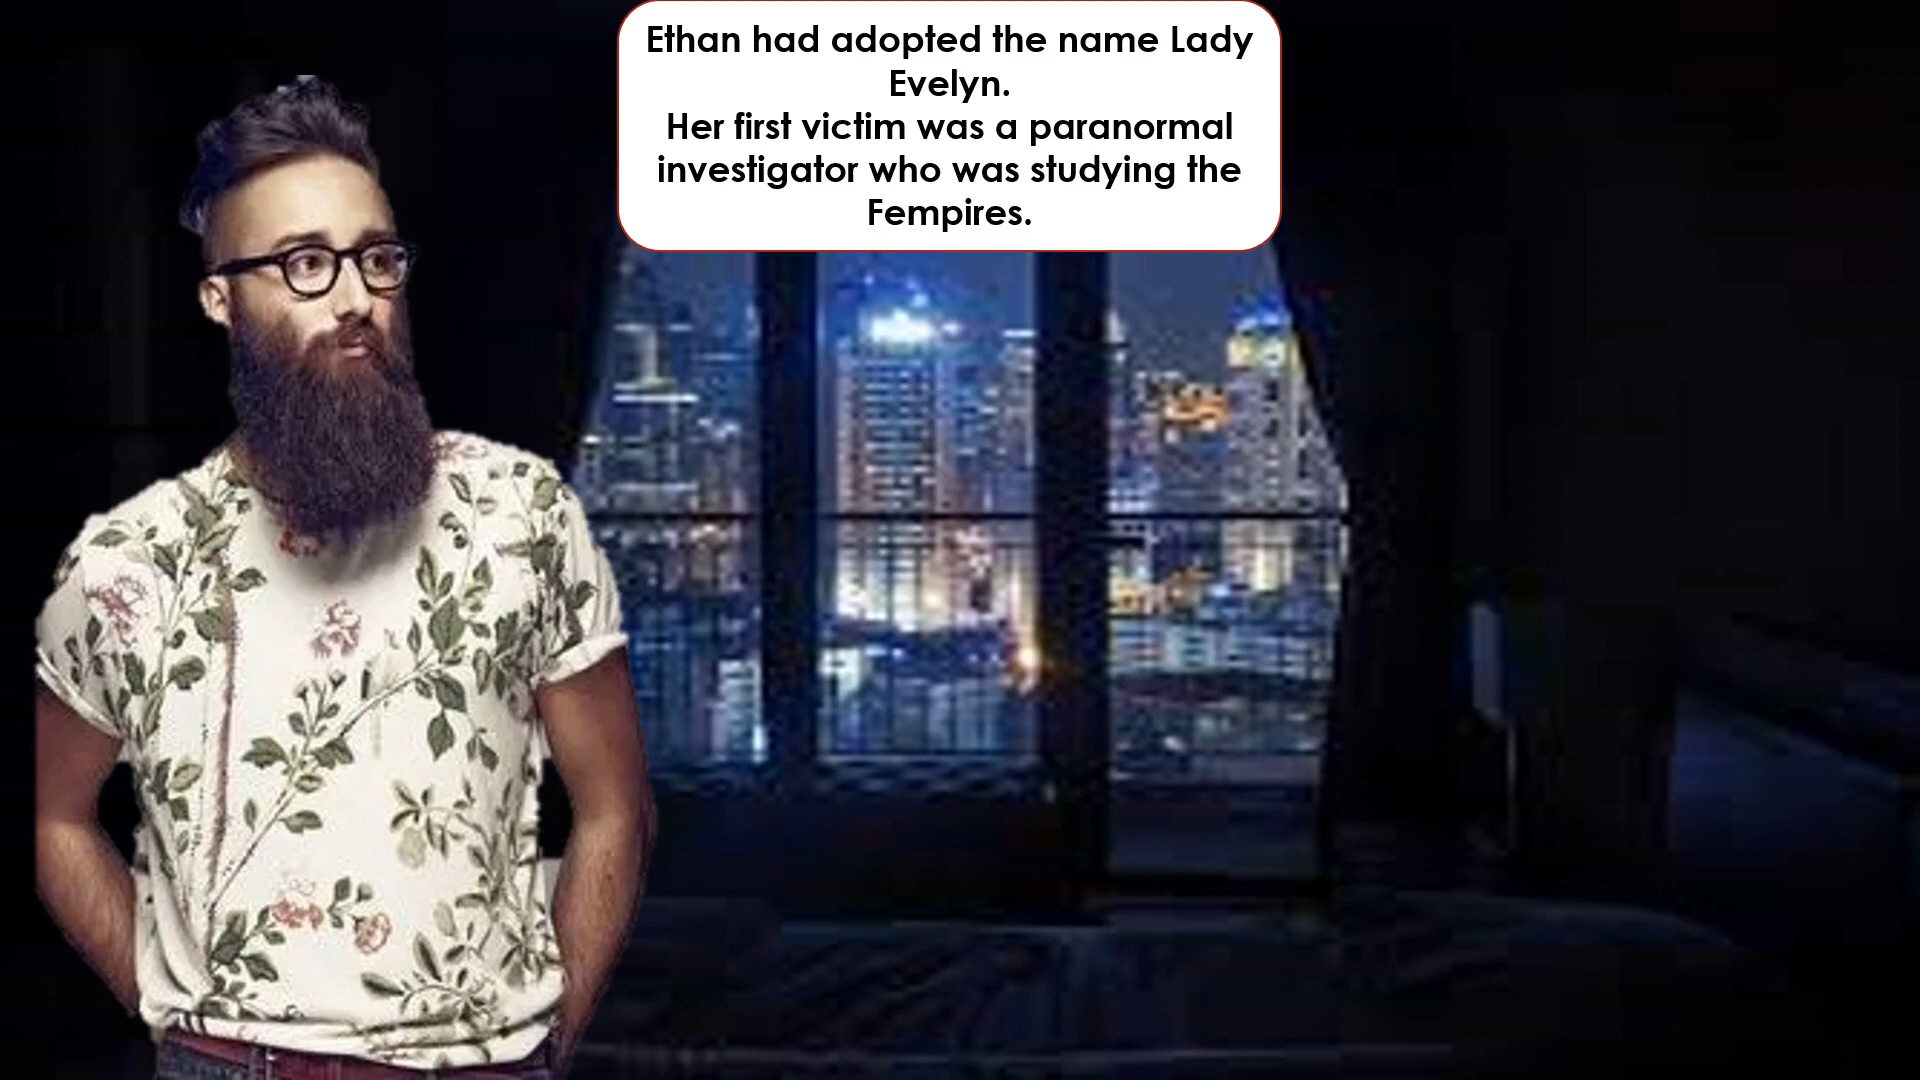 Ethan had adopted the name Lady
Evelyn.
Her first victim was a paranormal
investigator who was studying the
Fempires.